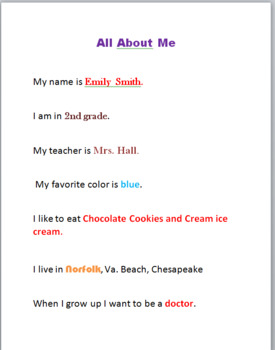 All About Me
My name is Emily Smith.
I am in 2nd grade.
My teacher is Mrs. Hall.
My favorite color is blue.
I like to eat Chocolate Cookies and Cream ice
cream.
I live in Norfolk, Va. Beach, Chesapeake
When I grow up I want to be a doctor.